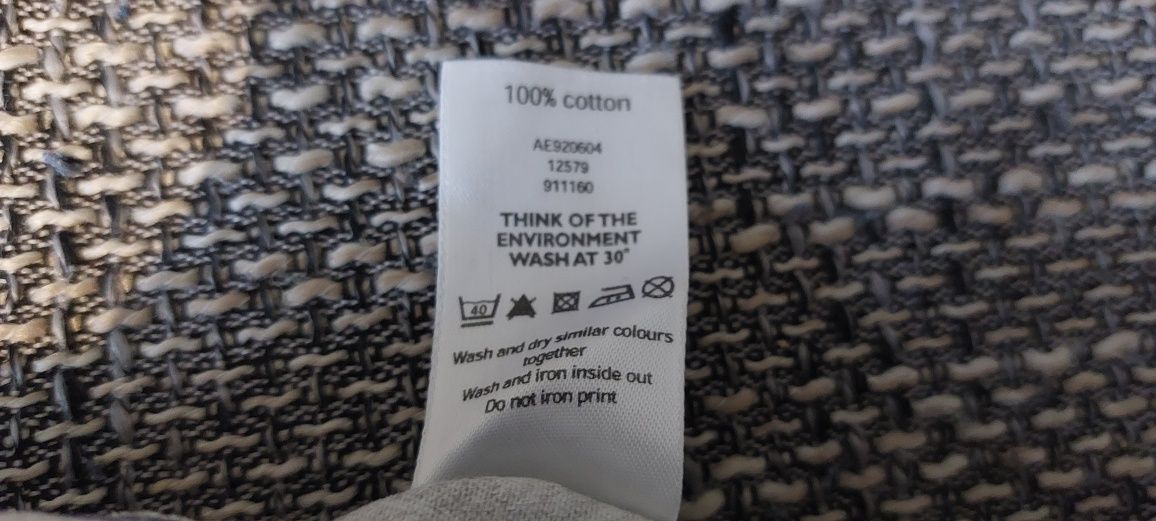 100% cotton
AE920604
12579
911160
THINK OF THE
ENVIRONMENT
WASH AT 30°
40
Wash and dry similar colours
together
Wash and iron inside out
Do not iron print